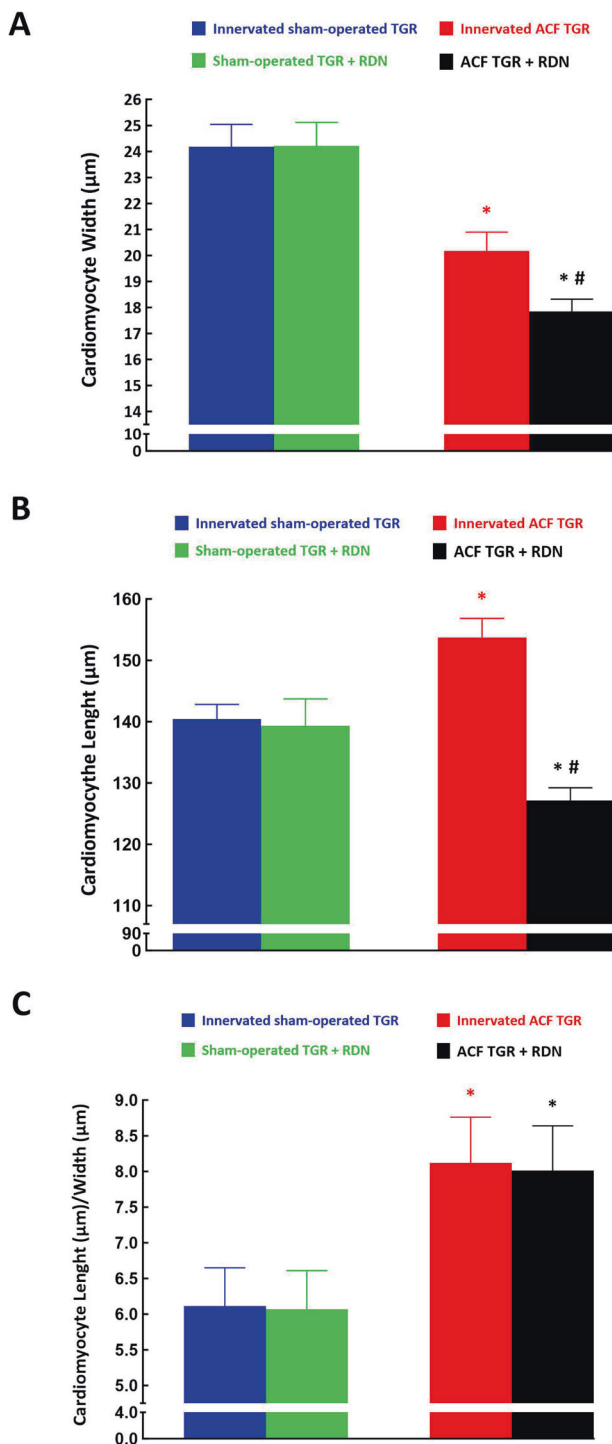 A
Innervated sham-operated TGR
Innervated ACF TGR
Sham-operated TGR + RDN
ACF TGR + RDN
Cardiomyocyte Width (µm)
26
25
24
23
22
21
20
19
18
17
16
15
14
10
0
*
* #
B
Innervated sham-operated TGR
Innervated ACF TGR
Sham-operated TGR + RDN
ACF TGR + RDN
Cardiomyocythe Lenght (µm)
160
150
140
130
120
110
90
0
*
* #
C
Innervated sham-operated TGR
Innervated ACF TGR
Sham-operated TGR + RDN
ACF TGR + RDN
Cardiomyocyte Lenght (µm)/Width (µm)
9.0
8.5
8.0
7.5
7.0
6.5
6.0
5.5
5.0
4.0
0.0
*
*